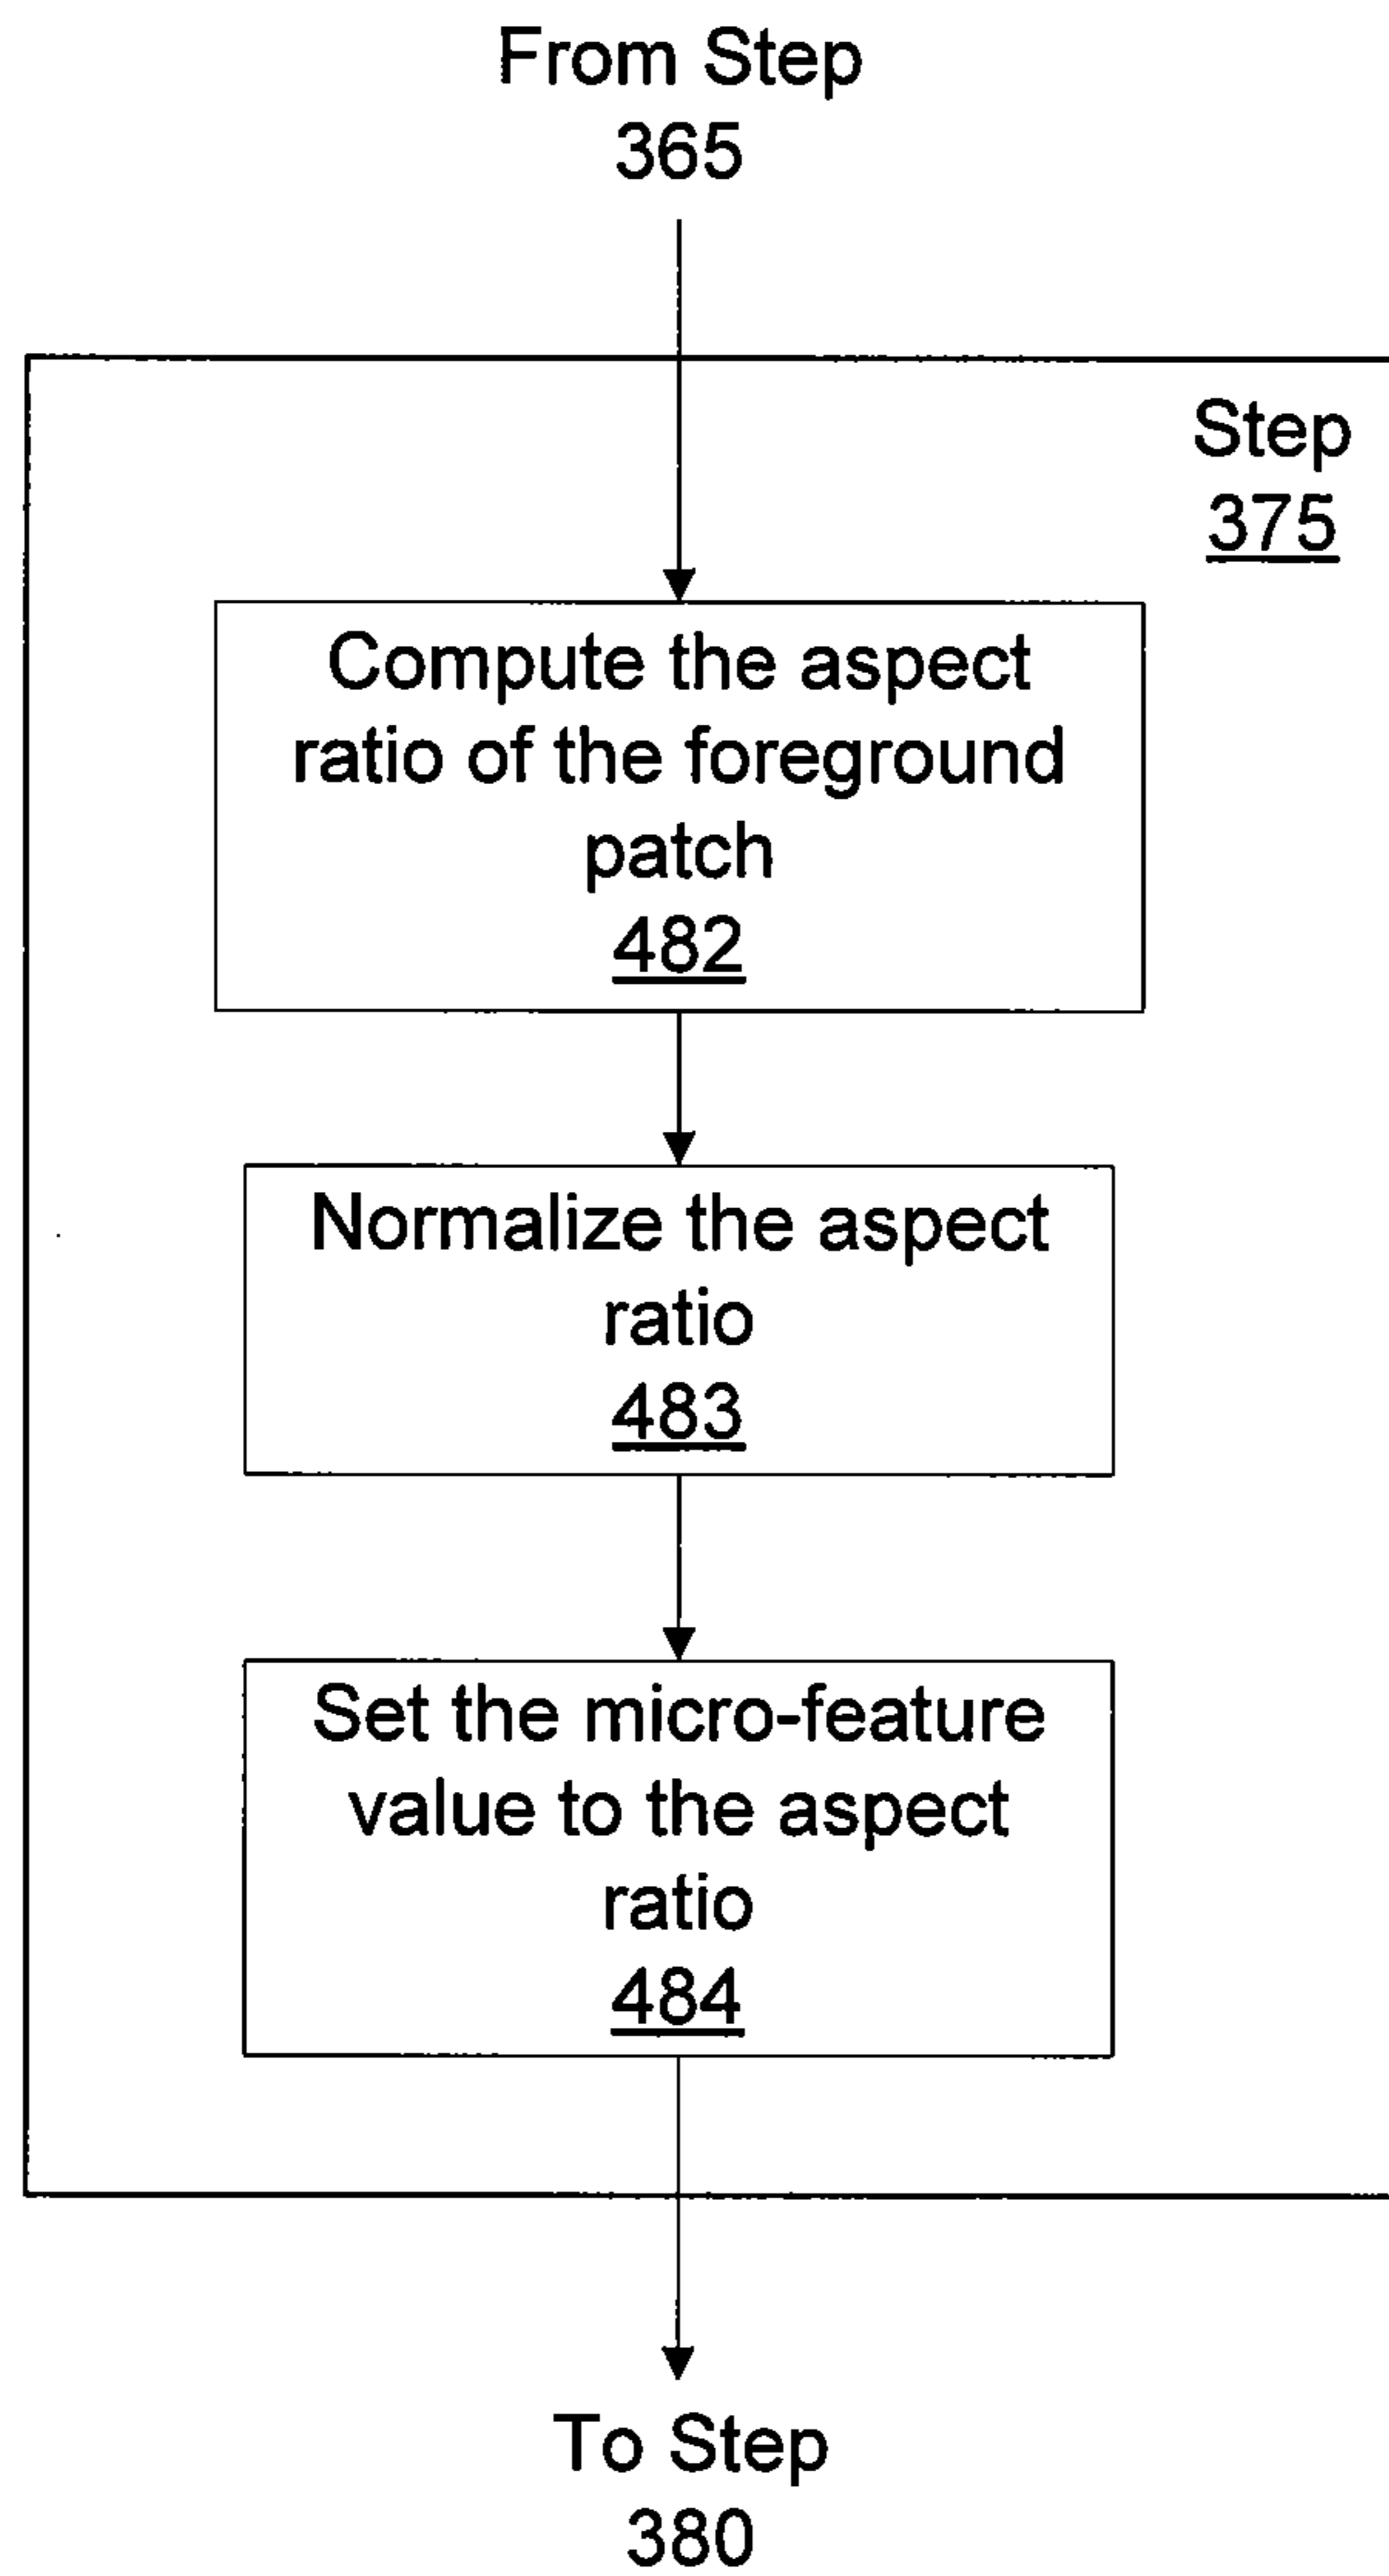 From Step
365
Step
375
Compute the aspect
ratio of the foreground
patch
482
Normalize the aspect
ratio
483
Set the micro-feature
value to the aspect
ratio
484
To Step
380